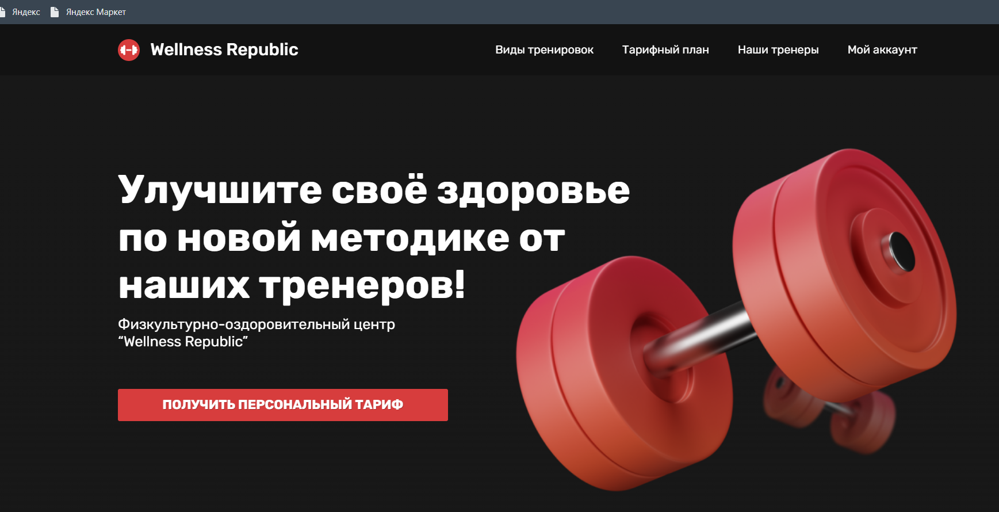 Яндекс Яндекс Маркет
Wellness Republic Виды тренировок Тарифный план Наши тренеры Мой аккаунт
Улучшите своё здоровье
по новой методике от
наших тренеров!
Физкультурно-оздоровительный центр
“Wellness Republic”
ПОЛУЧИТЬ ПЕРСОНАЛЬНЫЙ ТАРИФ